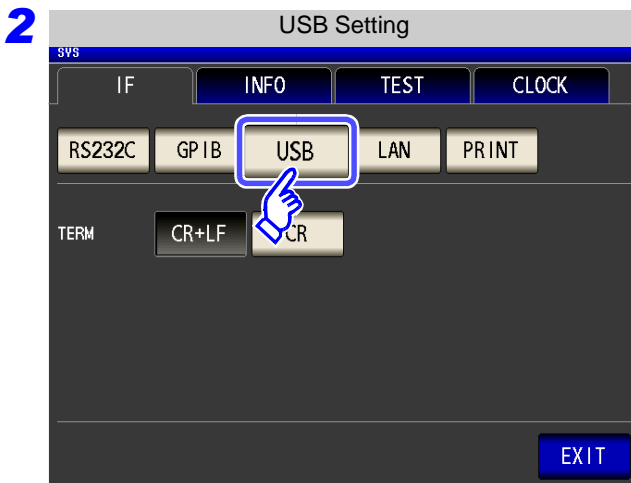 2
USB Setting
SYS
IF INFO TEST CLOCK
RS232C GPIB USB LAN PRINT
TERM CR+LF CR
EXIT